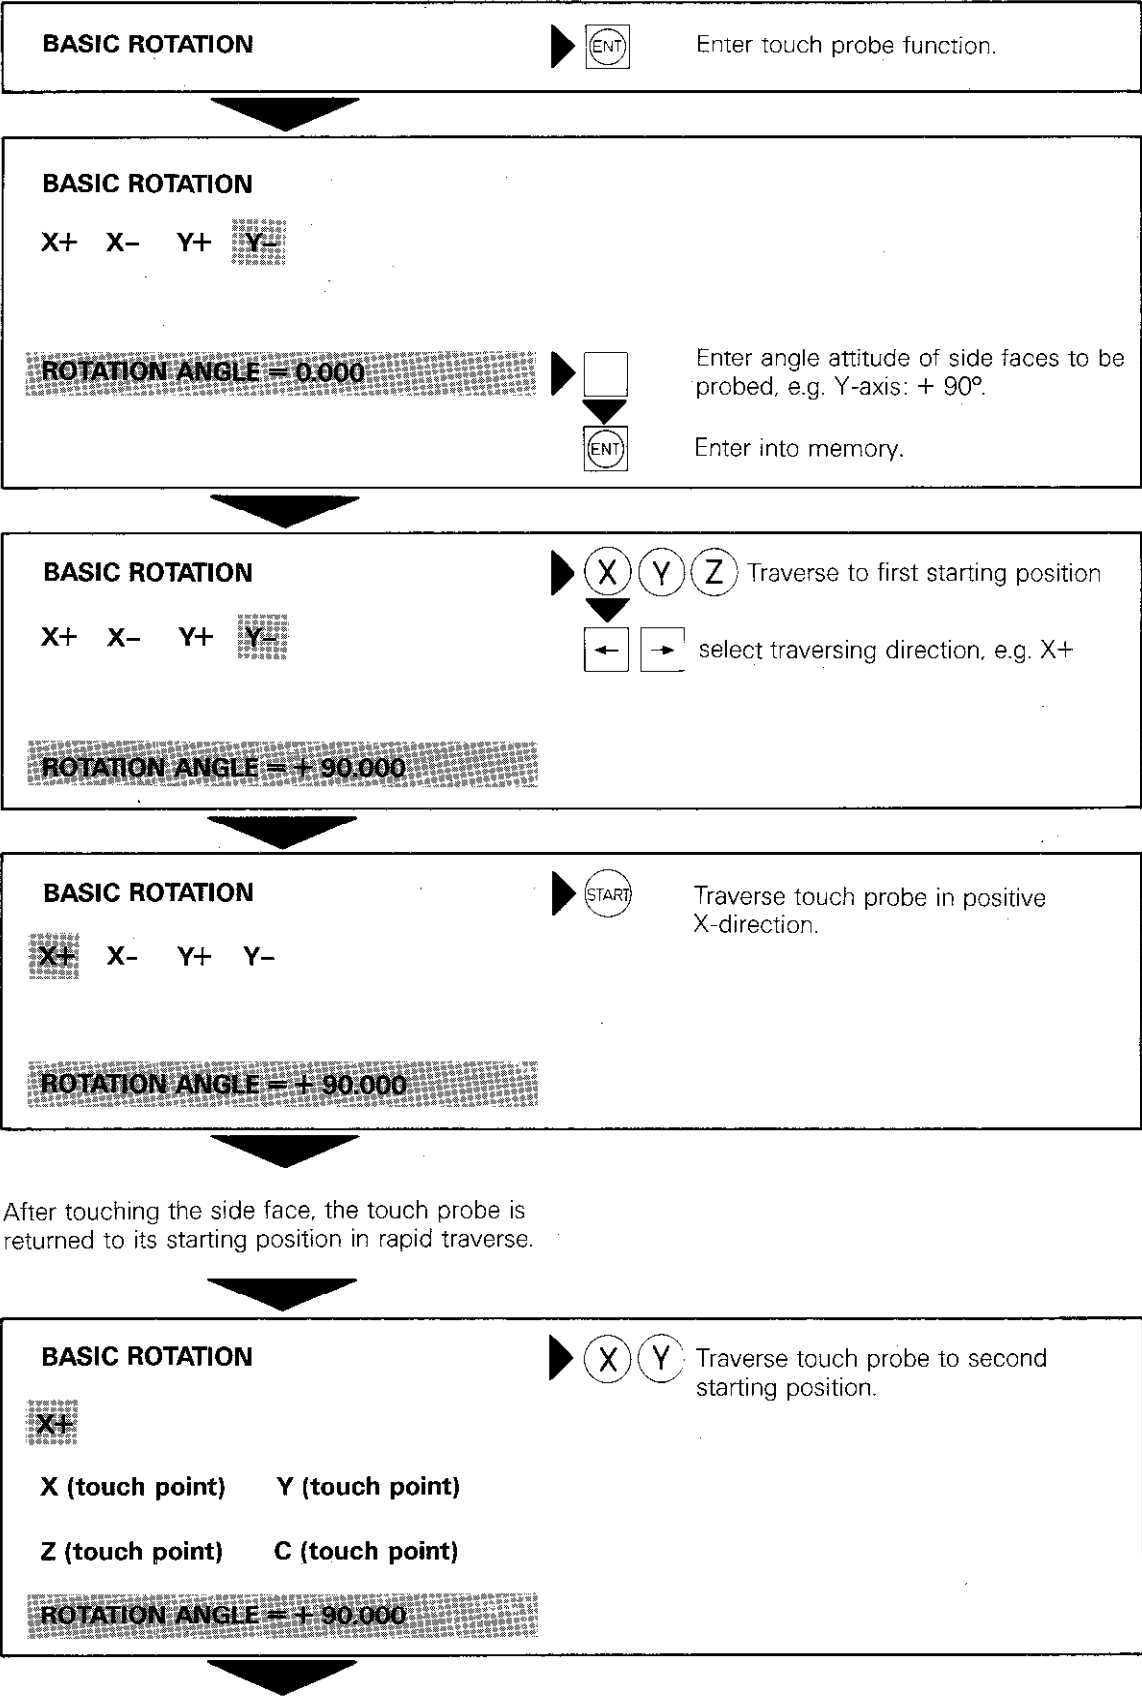 BASIC ROTATION
ENT
Enter touch probe function.
BASIC ROTATION
X+ X– Y+ Y–
ROTATION ANGLE = 0.000
Enter angle attitude of side faces to be
probed, e.g. Y-axis: + 90°.
ENT
Enter into memory.
BASIC ROTATION
X Y Z Traverse to first starting position
X+ X– Y+ Y–
← → select traversing direction, e.g. X+
ROTATION ANGLE = + 90.000
BASIC ROTATION
START
Traverse touch probe in positive
X-direction.
X+ X– Y+ Y–
ROTATION ANGLE = + 90.000
After touching the side face, the touch probe is
returned to its starting position in rapid traverse.
BASIC ROTATION
X Y Traverse touch probe to second
starting position.
X+
X (touch point) Y (touch point)
Z (touch point) C (touch point)
ROTATION ANGLE = + 90.000